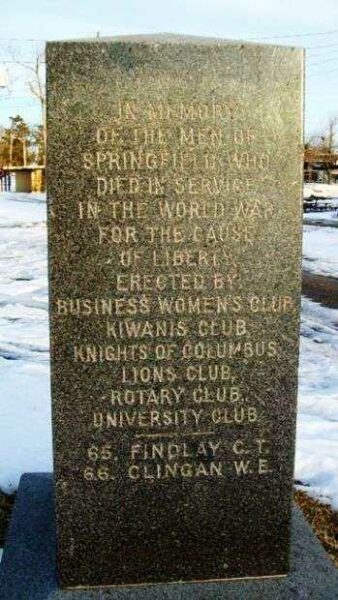 IN MEMORY
OF THE MEN OF
SPRINGFIELD, WHO
DIED IN SERVICE
IN THE WORLD WAR
FOR THE CAUSE
OF LIBERTY.
ERECTED BY
BUSINESS WOMEN'S CLUB
KIWANIS CLUB.
KNIGHTS OF COLUMBUS.
LIONS CLUB.
ROTARY CLUB.
UNIVERSITY CLUB
65. FINDLAY C.T.
66. CLINGAN W.E.